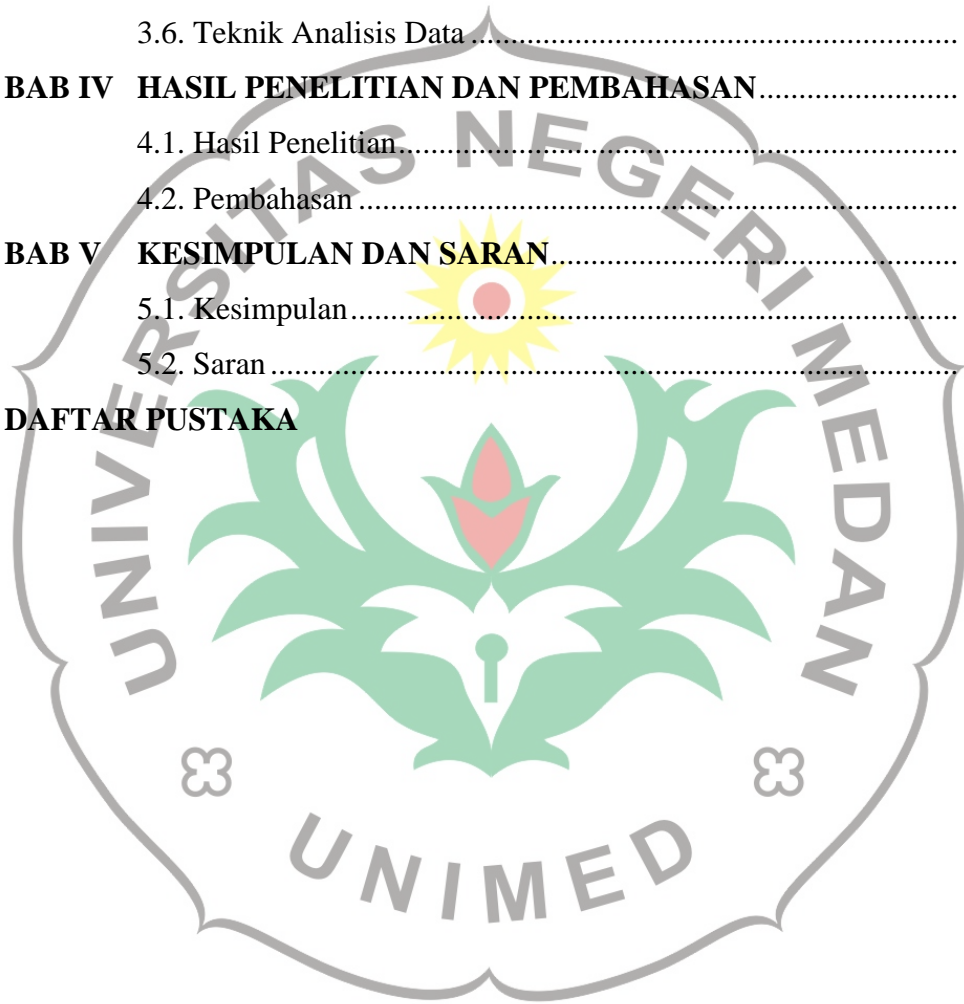 3.6. Teknik Analisis Data ..............................................................
BAB IV HASIL PENELITIAN DAN PEMBAHASAN.........................
4.1. Hasil Penelitian.......................................................................
4.2. Pembahasan ............................................................................
BAB V KESIMPULAN DAN SARAN....................................................
5.1. Kesimpulan.............................................................................
5.2. Saran .......................................................................................
DAFTAR PUSTAKA
UNIVERSITAS NEGERI MEDAN
UNIMED